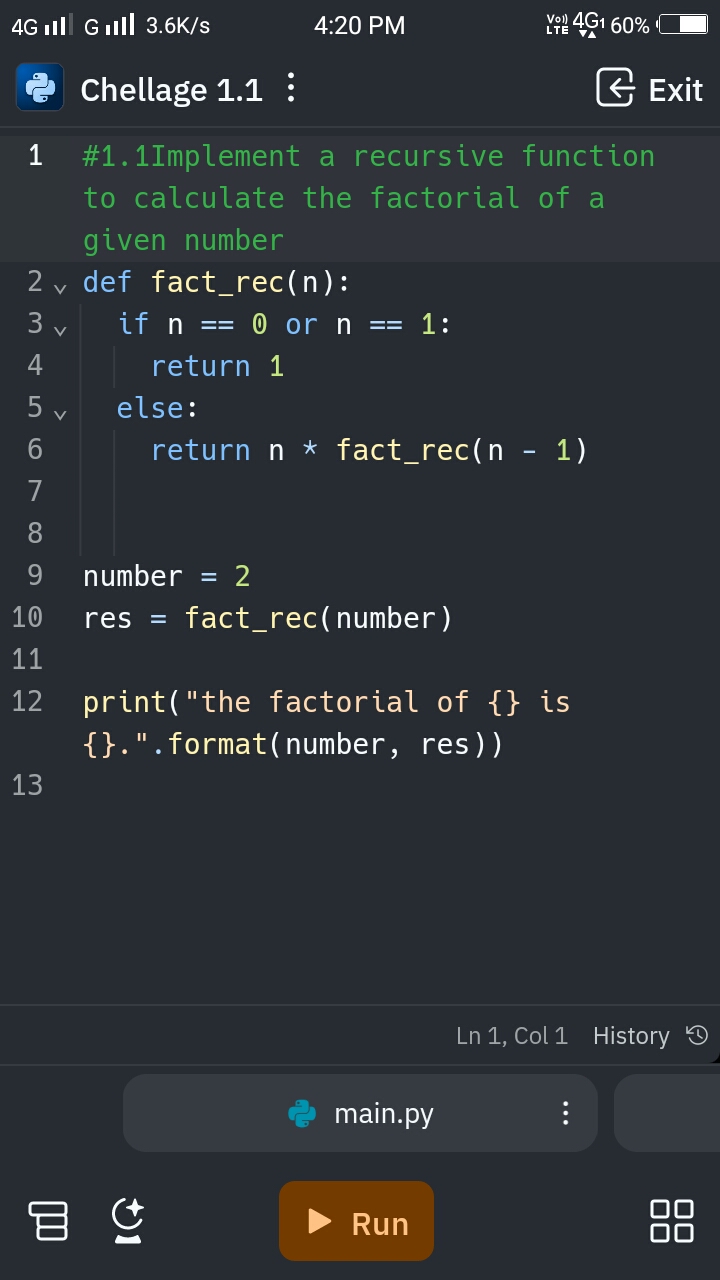 4G G 3.6K/s 4:20 PM Vo)) LTE 4G1 60%
Chellage 1.1 Exit
1 #1.1Implement a recursive function
to calculate the factorial of a
given number
2 def fact_rec(n):
3 if n == 0 or n == 1:
4 return 1
5 else:
6 return n * fact_rec(n - 1)
7
8
9 number = 2
10 res = fact_rec(number)
11
12 print("the factorial of {} is
{}.".format(number, res))
13
Ln 1, Col 1 History
main.py
Run